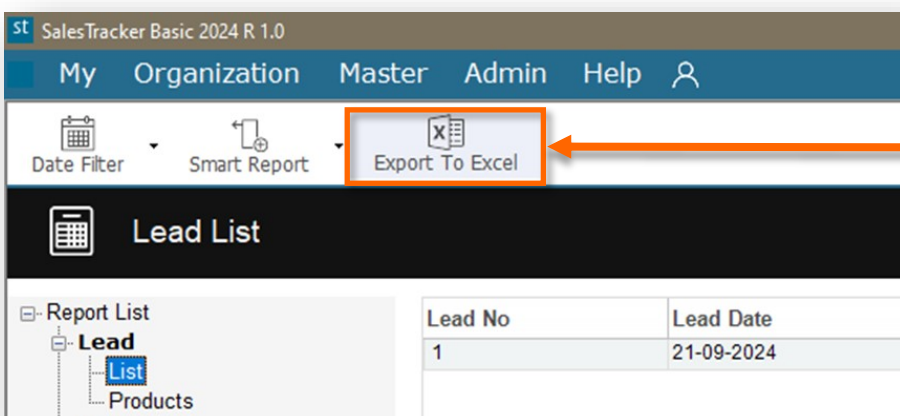 st SalesTracker Basic 2024 R 1.0
My Organization Master Admin Help
Date Filter Smart Report Export To Excel
Lead List
Report List
Lead
List
Products
Lead No Lead Date
1 21-09-2024